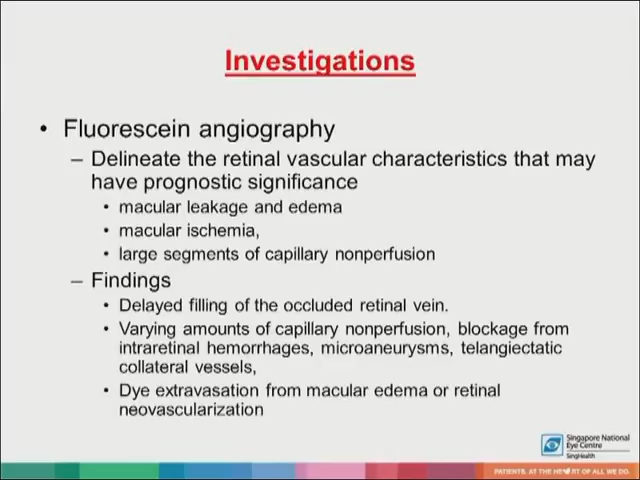 Investigations
• Fluorescein angiography
– Delineate the retinal vascular characteristics that may
have prognostic significance
• macular leakage and edema
• macular ischemia,
• large segments of capillary nonperfusion
– Findings
• Delayed filling of the occluded retinal vein.
• Varying amounts of capillary nonperfusion, blockage from
intraretinal hemorrhages, microaneurysms, telangiectatic
collateral vessels,
• Dye extravasation from macular edema or retinal
neovascularization
Singapore National
Eye Centre
SingHealth
PATIENTS. AT THE HE♥RT OF ALL WE DO.